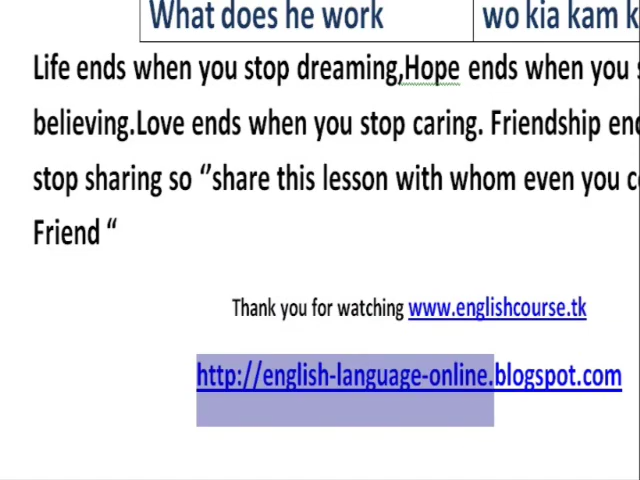 What does he work wo kia kam k
Life ends when you stop dreaming,Hope ends when you s
believing.Love ends when you stop caring. Friendship end
stop sharing so “share this lesson with whom even you c
Friend “
Thank you for watching www.englishcourse.tk
http://english-language-online.blogspot.com